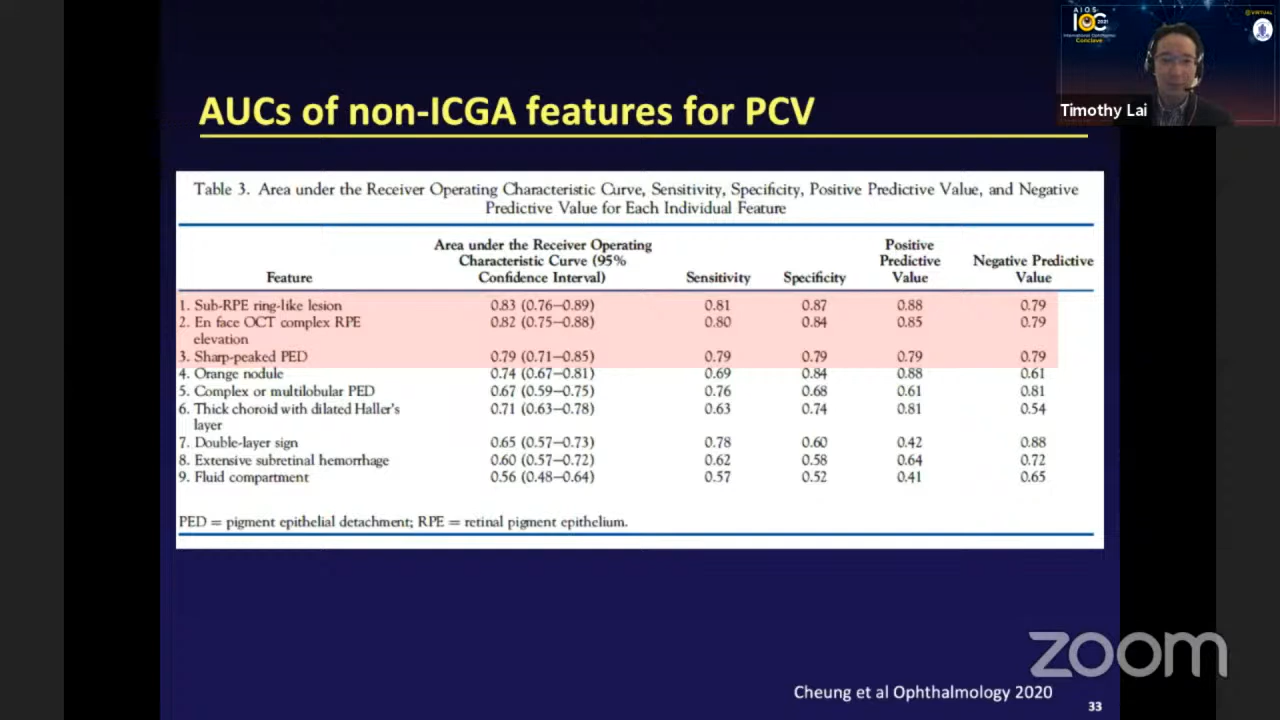 AIOS
IOC 2021
International Ophthalmic
Conclave
VIRTUAL
Timothy Lai
AUCs of non-ICGA features for PCV
Table 3. Area under the Receiver Operating Characteristic Curve, Sensitivity, Specificity, Positive Predictive Value, and Negative
Predictive Value for Each Individual Feature
Feature Area under the Receiver Operating Characteristic Curve (95% Confidence Interval) Sensitivity Specificity Positive Predictive Value Negative Predictive Value
1. Sub-RPE ring-like lesion 0.83 (0.76–0.89) 0.81 0.87 0.88 0.79
2. En face OCT complex RPE 0.82 (0.75–0.88) 0.80 0.84 0.85 0.79
elevation
3. Sharp-peaked PED 0.79 (0.71–0.85) 0.79 0.79 0.79 0.79
4. Orange nodule 0.74 (0.67–0.81) 0.69 0.84 0.88 0.61
5. Complex or multilobular PED 0.67 (0.59–0.75) 0.76 0.68 0.61 0.81
6. Thick choroid with dilated Haller's 0.71 (0.63–0.78) 0.63 0.74 0.81 0.54
layer
7. Double-layer sign 0.65 (0.57–0.73) 0.78 0.60 0.42 0.88
8. Extensive subretinal hemorrhage 0.60 (0.57–0.72) 0.62 0.58 0.64 0.72
9. Fluid compartment 0.56 (0.48–0.64) 0.57 0.52 0.41 0.65
PED = pigment epithelial detachment; RPE = retinal pigment epithelium.
zoom
Cheung et al Ophthalmology 2020
33